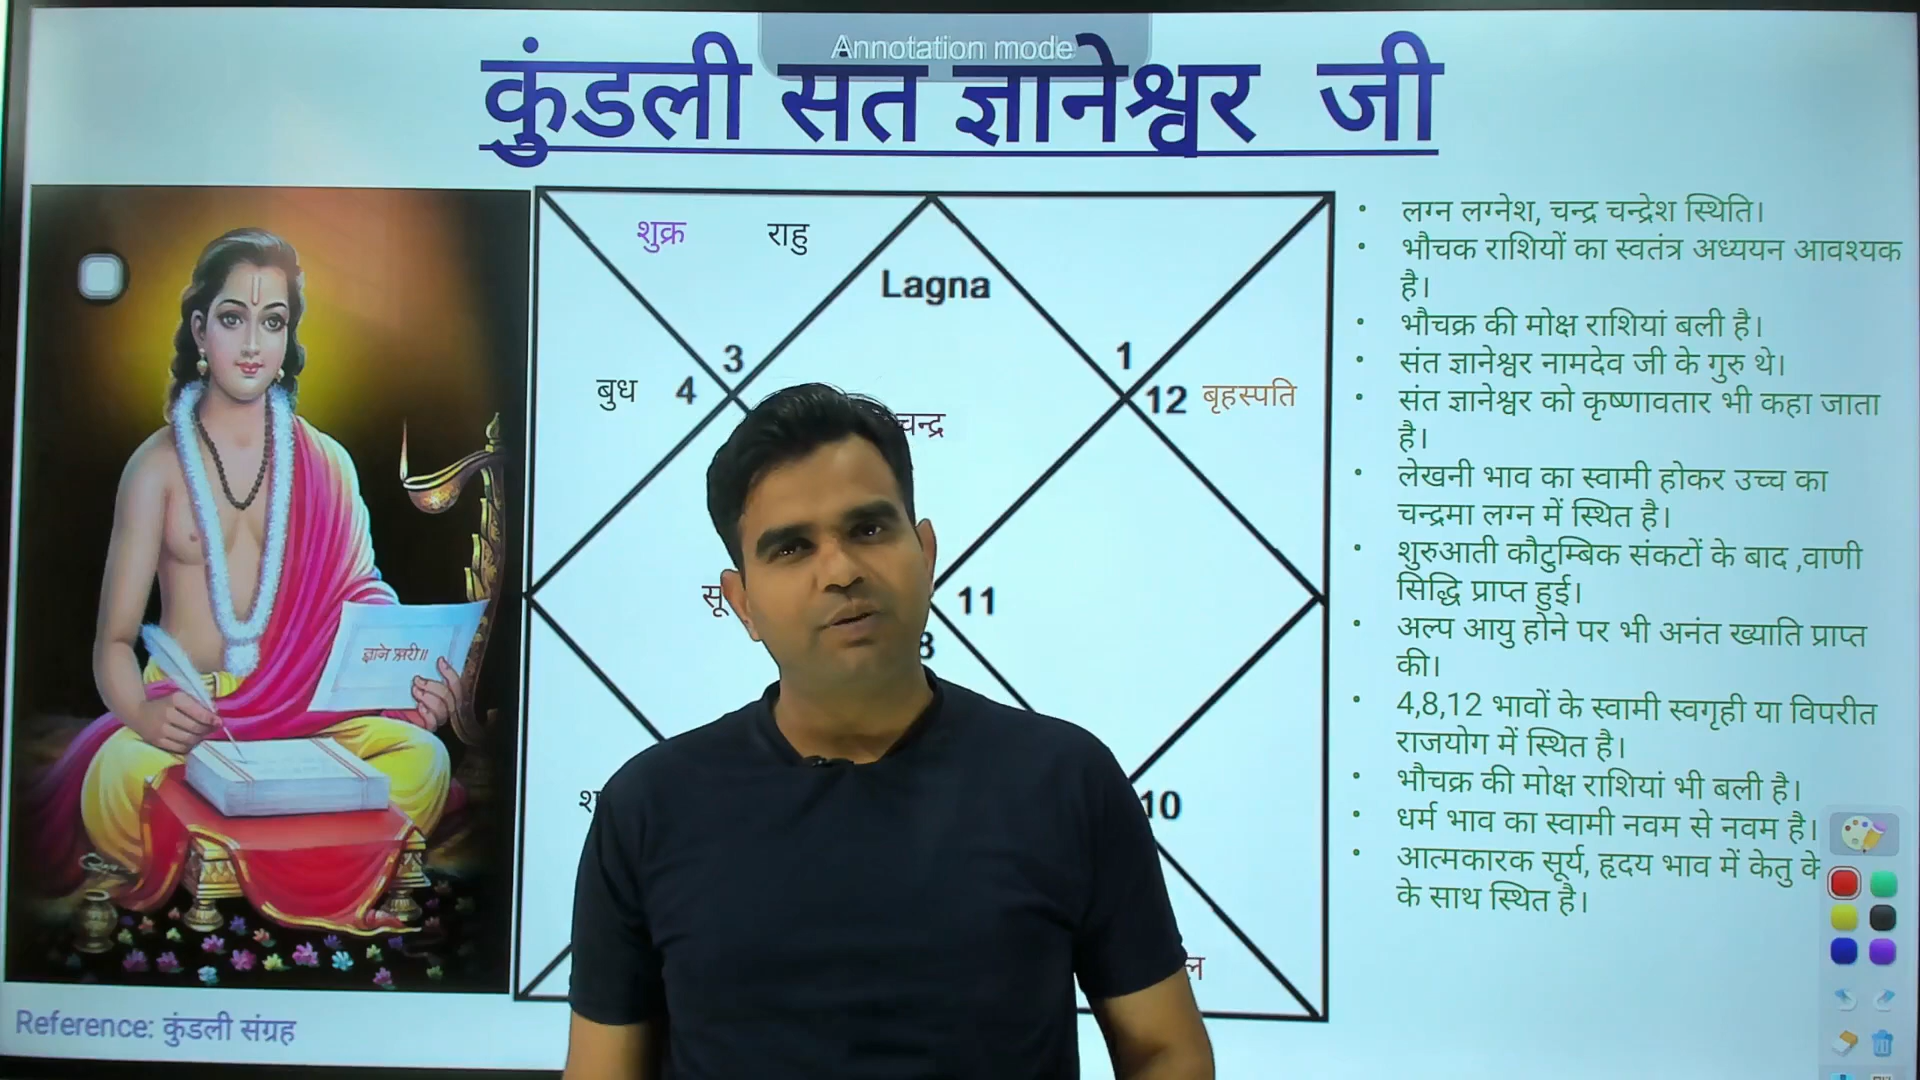 Annotation mode
कुंडली संत ज्ञानेश्वर जी
शुक्र राहु
Lagna
3
1
बुध 4
12 बृहस्पति
चन्द्र
11
8
10
ज्ञानेश्वरी॥
Reference: कुंडली संग्रह
• लग्न लग्नेश, चन्द्र चन्द्रेश स्थिति।
• भौचक राशियों का स्वतंत्र अध्ययन आवश्यक
है।
• भौचक्र की मोक्ष राशियां बली है।
• संत ज्ञानेश्वर नामदेव जी के गुरु थे।
• संत ज्ञानेश्वर को कृष्णावतार भी कहा जाता
है।
• लेखनी भाव का स्वामी होकर उच्च का
चन्द्रमा लग्न में स्थित है।
• शुरुआती कौटुम्बिक संकटों के बाद ,वाणी
सिद्धि प्राप्त हुई।
• अल्प आयु होने पर भी अनंत ख्याति प्राप्त
की।
• 4,8,12 भावों के स्वामी स्वगृही या विपरीत
राजयोग में स्थित है।
• भौचक्र की मोक्ष राशियां भी बली है।
• धर्म भाव का स्वामी नवम से नवम है।
• आत्मकारक सूर्य, हृदय भाव में केतु के
के साथ स्थित है।